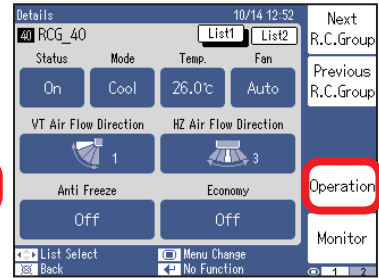 Details 10/14 12:52
40 RCG_40 List1 List2
Status Mode Temp. Fan
On Cool 26.0℃ Auto
VT Air Flow Direction HZ Air Flow Direction
1 3
Anti Freeze Economy
Off Off
List Select Menu Change
Back No Function
Next
R.C.Group
Previous
R.C.Group
Operation
Monitor
1 2